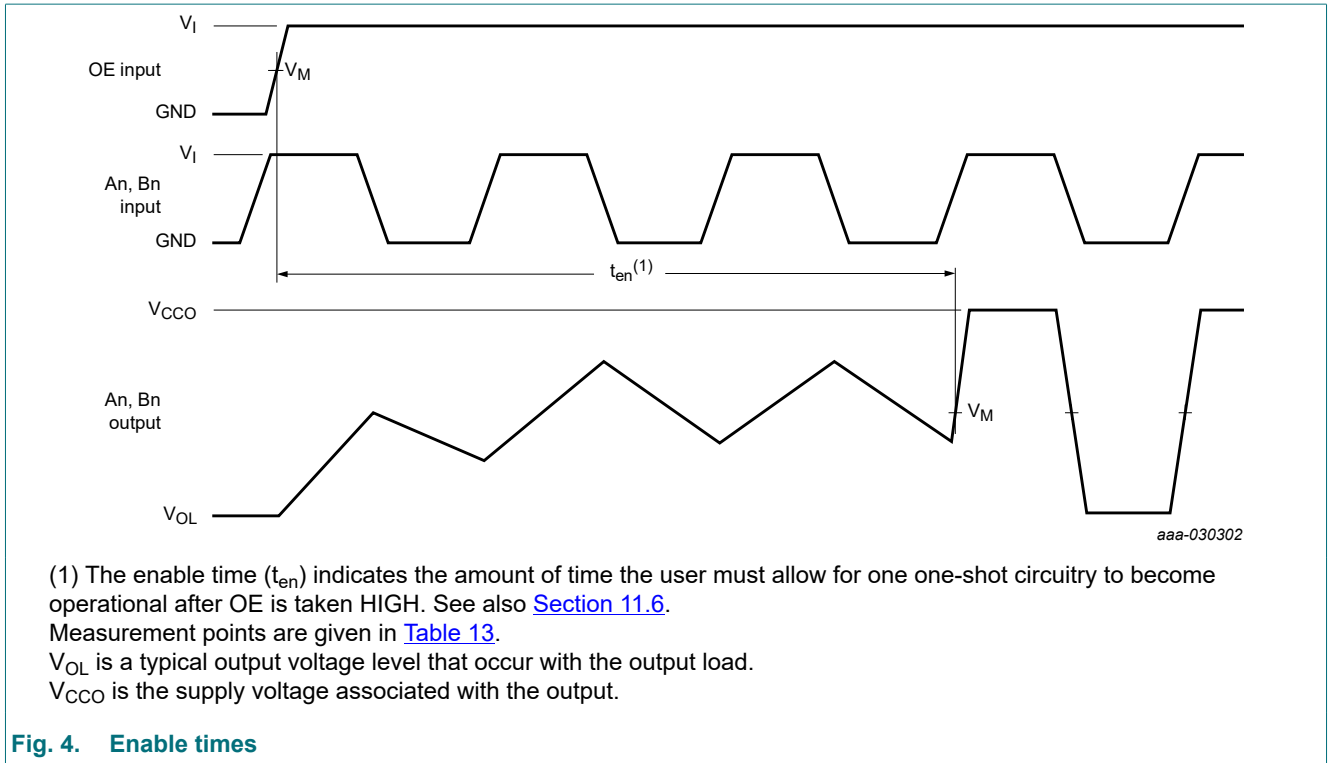 V_I
OE input
V_M
GND
V_I
An, Bn
input
GND
t_en(1)
V_CCO
An, Bn
output
V_M
V_OL
aaa-030302
(1) The enable time (t_en) indicates the amount of time the user must allow for one one-shot circuitry to become
operational after OE is taken HIGH. See also Section 11.6.
Measurement points are given in Table 13.
V_OL is a typical output voltage level that occur with the output load.
V_CCO is the supply voltage associated with the output.
Fig. 4. Enable times